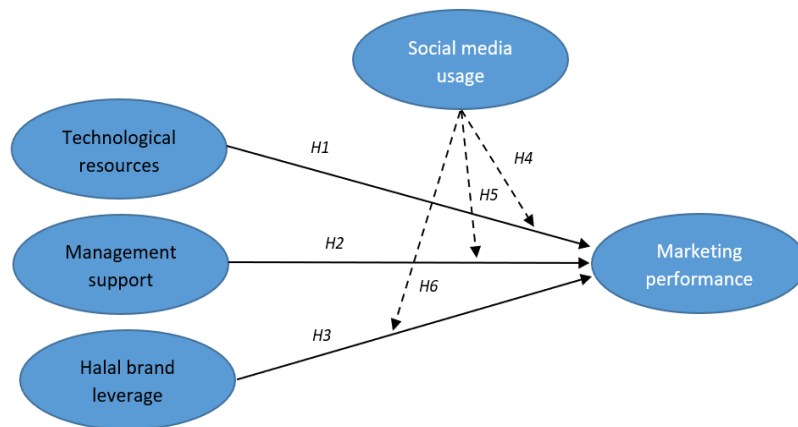 Social media
usage
Technological
resources
H1
H4
H5
Management
support
H2
Marketing
performance
H6
H3
Halal brand
leverage